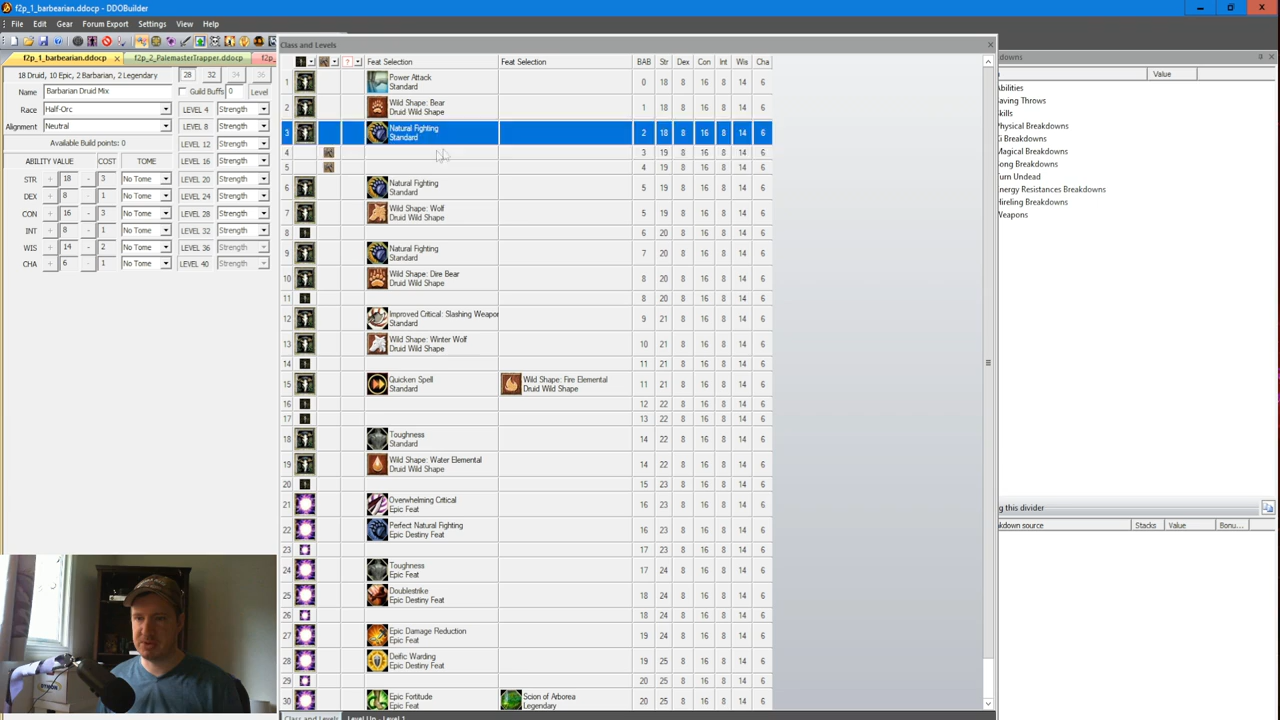 f2p_1_barbearian.ddocp - DDOBuilder
File Edit Gear Forum Export Settings View Help
f2p_1_barbearian.ddocp f2p_2_PalemasterTrapper.ddocp f2p_
18 Druid, 10 Epic, 2 Barbarian, 2 Legendary 28 32 34 36
Name Barbarian Druid Mix Guild Buffs 0 Level
Race Half-Orc LEVEL 4 Strength
Alignment Neutral LEVEL 8 Strength
Available Build points: 0 LEVEL 12 Strength
ABILITY VALUE COST TOME LEVEL 16 Strength
STR + 18 - 3 No Tome LEVEL 20 Strength
DEX + 8 - 1 No Tome LEVEL 24 Strength
CON + 16 - 3 No Tome LEVEL 28 Strength
INT + 8 - 1 No Tome LEVEL 32 Strength
WIS + 14 - 2 No Tome LEVEL 36 Strength
CHA + 6 - 1 No Tome LEVEL 40 Strength
Class and Levels
Feat Selection Feat Selection BAB Str Dex Con Int Wis Cha
1 Power Attack 0 18 8 16 8 14 6
Standard
2 Wild Shape: Bear 1 18 8 16 8 14 6
Druid Wild Shape
3 Natural Fighting 2 18 8 16 8 14 6
Standard
4 3 19 8 16 8 14 6
5 4 19 8 16 8 14 6
6 Natural Fighting 5 19 8 16 8 14 6
Standard
7 Wild Shape: Wolf 5 19 8 16 8 14 6
Druid Wild Shape
8 6 20 8 16 8 14 6
9 Natural Fighting 7 20 8 16 8 14 6
Standard
10 Wild Shape: Dire Bear 8 20 8 16 8 14 6
Druid Wild Shape
11 8 20 8 16 8 14 6
12 Improved Critical: Slashing Weapon 9 21 8 16 8 14 6
Standard
13 Wild Shape: Winter Wolf 10 21 8 16 8 14 6
Druid Wild Shape
14 11 21 8 16 8 14 6
15 Quicken Spell Wild Shape: Fire Elemental 11 21 8 16 8 14 6
Standard Druid Wild Shape
16 12 22 8 16 8 14 6
17 13 22 8 16 8 14 6
18 Toughness 14 22 8 16 8 14 6
Standard
19 Wild Shape: Water Elemental 14 22 8 16 8 14 6
Druid Wild Shape
20 15 23 8 16 8 14 6
21 Overwhelming Critical 16 23 8 16 8 14 6
Epic Feat
22 Perfect Natural Fighting 16 23 8 16 8 14 6
Epic Destiny Feat
23 17 23 8 16 8 14 6
24 Toughness 17 24 8 16 8 14 6
Epic Feat
25 Doublestrike 18 24 8 16 8 14 6
Epic Destiny Feat
26 18 24 8 16 8 14 6
27 Epic Damage Reduction 19 24 8 16 8 14 6
Epic Feat
28 Deific Warding 19 25 8 16 8 14 6
Epic Destiny Feat
29 20 25 8 16 8 14 6
30 Epic Fortitude Scion of Arborea 20 25 8 16 8 14 6
Epic Feat Legendary
Class and Levels Level Up - Level 1
downs
Value
Abilities
Saving Throws
Skills
Physical Breakdowns
Ki Breakdowns
Magical Breakdowns
Song Breakdowns
Turn Undead
Energy Resistances Breakdowns
Hireling Breakdowns
Weapons
g this divider
akdown source Stacks Value Bonu...